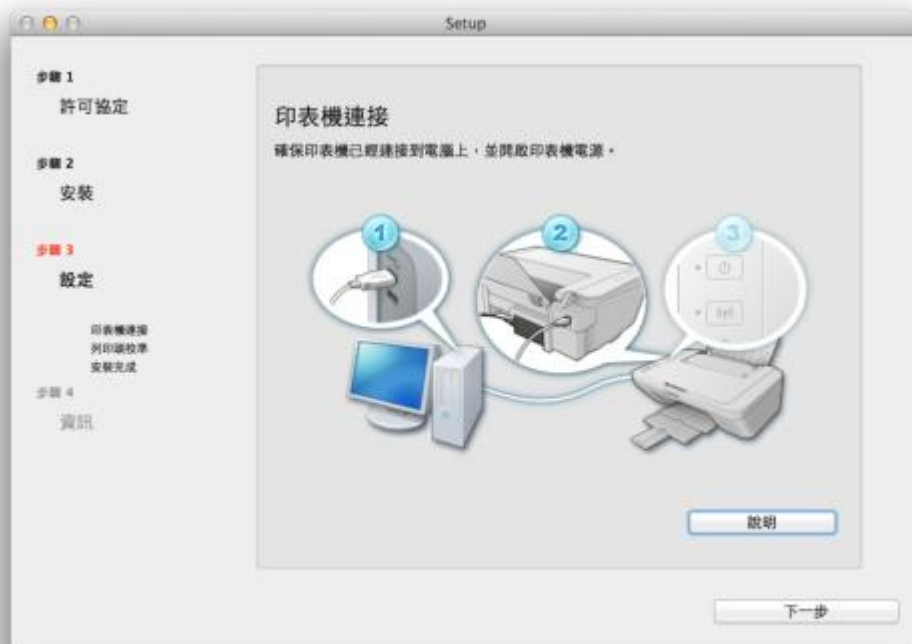 Setup
步驟 1
許可協定
步驟 2
安裝
步驟 3
設定
印表機連接
列印頭校準
安裝完成
步驟 4
資訊
印表機連接
確保印表機已經連接到電腦上，並開啟印表機電源。
1
2
3
說明
下一步